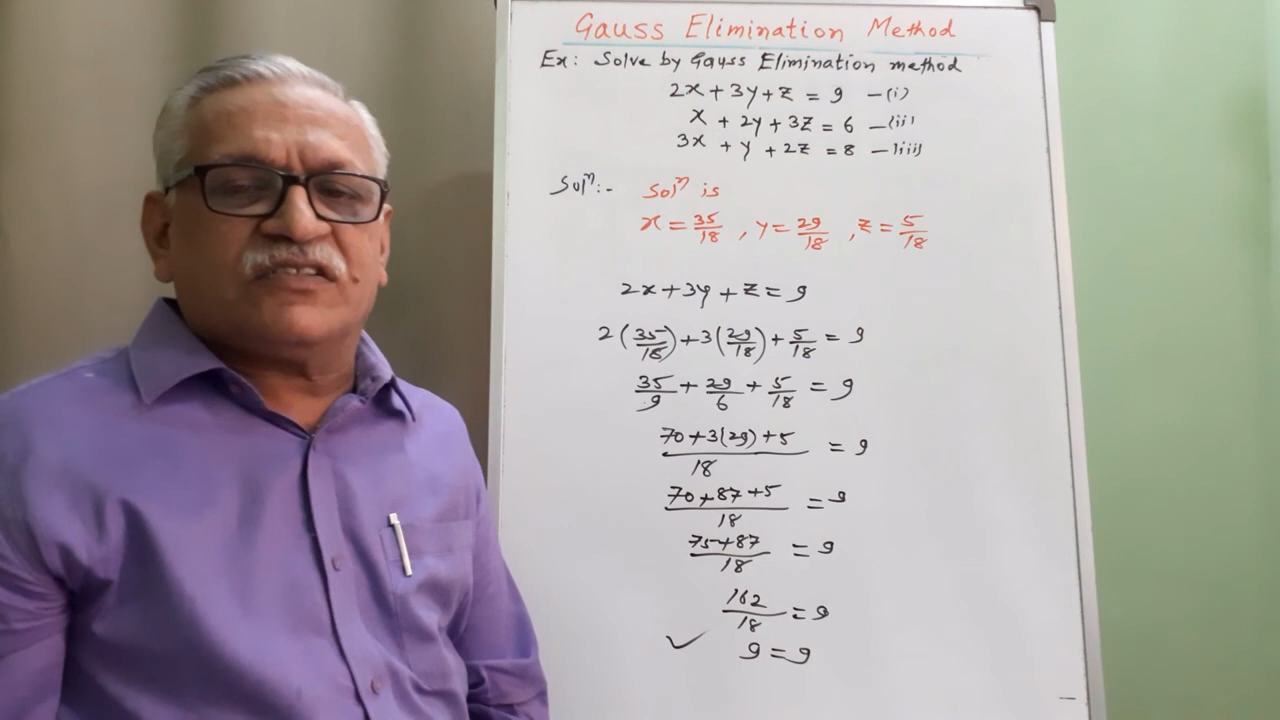 Gauss Elimination Method
Ex: Solve by Gauss Elimination method
2x + 3y + z = 9 —(i)
x + 2y + 3z = 6 —(ii)
3x + y + 2z = 8 —(iii)
Solⁿ:- Solⁿ is
x = 35/18 , y = 29/18 , z = 5/18
2x + 3y + z = 9
2(35/18) + 3(29/18) + 5/18 = 9
35/9 + 29/6 + 5/18 = 9
70 + 3(29) + 5 / 18 = 9
70 + 87 + 5 / 18 = 9
75 + 87 / 18 = 9
162/18 = 9
✓ 9 = 9